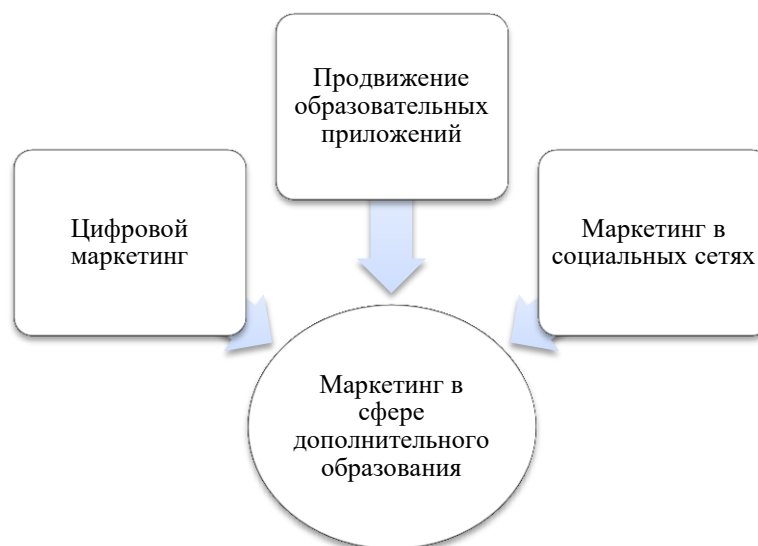 Продвижение
образовательных
приложений
Цифровой
маркетинг
Маркетинг в
социальных сетях
Маркетинг в
сфере
дополнительного
образования